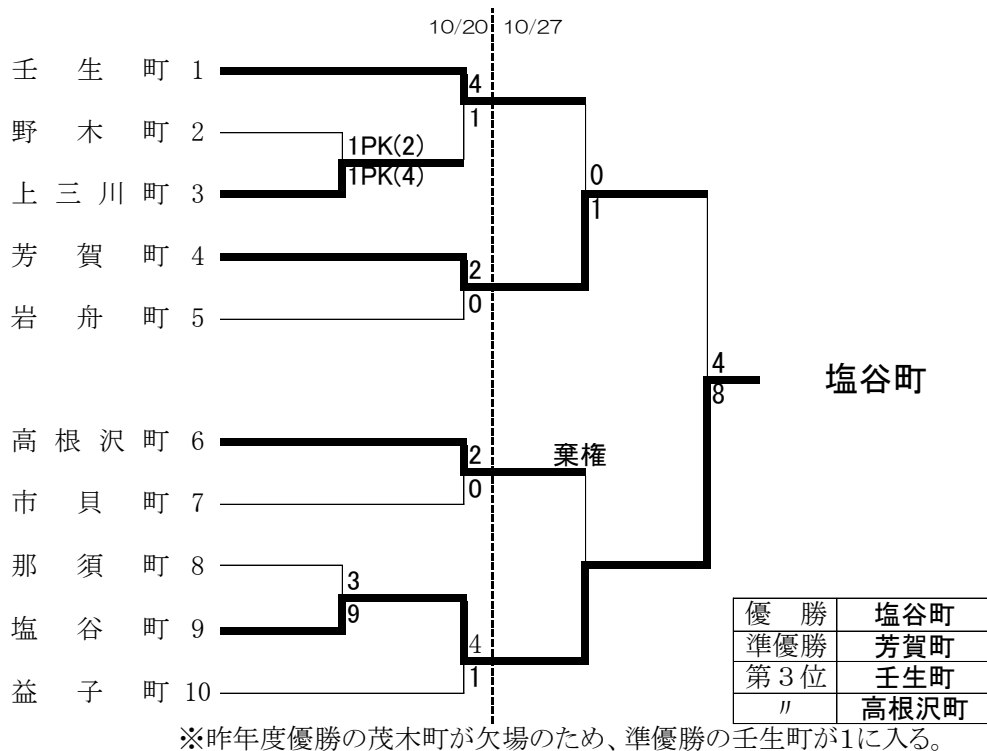 10/20 10/27
壬生町 1
4
1
野木町 2
1PK(2)
1PK(4)
上三川町 3
0
1
芳賀町 4
2
0
岩舟町 5
4
8
塩谷町
高根沢町 6
2
0
棄権
市貝町 7
那須町 8
3
9
塩谷町 9
4
1
益子町 10
優勝 塩谷町
準優勝 芳賀町
第３位 壬生町
〃 高根沢町
※昨年度優勝の茂木町が欠場のため、準優勝の壬生町が1に入る。